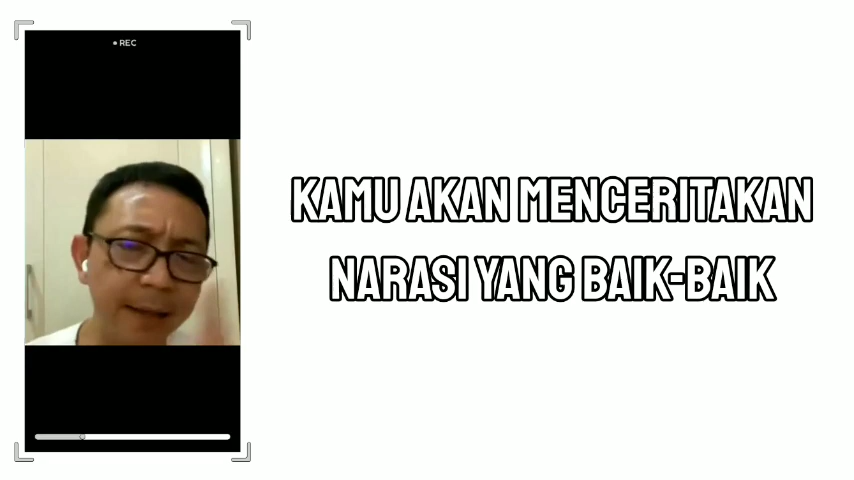 REC
KAMU AKAN MENCERITAKAN
NARASI YANG BAIK-BAIK